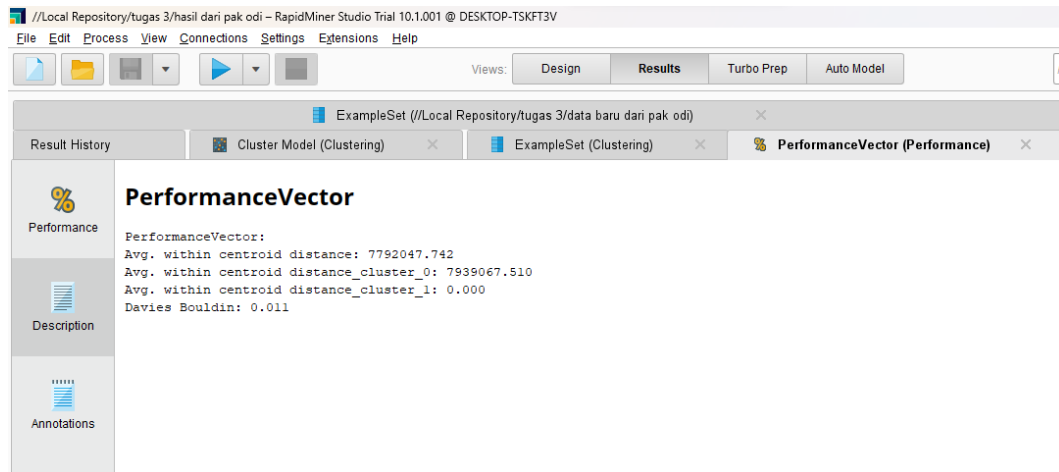 //Local Repository/tugas 3/hasil dari pak odi – RapidMiner Studio Trial 10.1.001 @ DESKTOP-TSKFT3V
File Edit Process View Connections Settings Extensions Help
Views: Design Results Turbo Prep Auto Model
ExampleSet (//Local Repository/tugas 3/data baru dari pak odi)
Result History Cluster Model (Clustering) ExampleSet (Clustering) % PerformanceVector (Performance)
%
Performance
PerformanceVector
PerformanceVector:
Avg. within centroid distance: 7792047.742
Avg. within centroid distance_cluster_0: 7939067.510
Avg. within centroid distance_cluster_1: 0.000
Davies Bouldin: 0.011
Description
Annotations